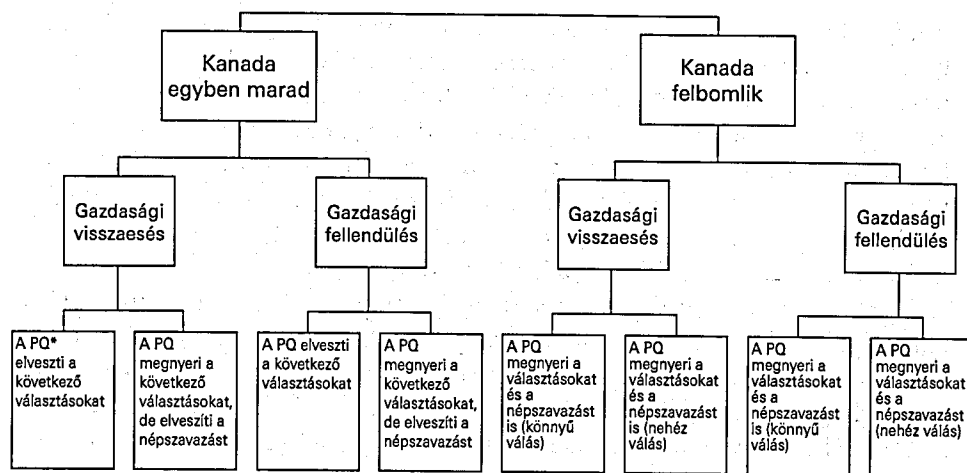 Kanada
egyben marad
Kanada
felbomlik
Gazdasági
visszaesés
Gazdasági
fellendülés
Gazdasági
visszaesés
Gazdasági
fellendülés
A PQ*
elveszti a
következő
választásokat
A PQ
megnyeri a
következő
választásokat,
de elveszíti a
népszavazást
A PQ elveszti
a következő
választásokat
A PQ
megnyeri a
következő
választásokat,
de elveszíti a
népszavazást
A PQ
megnyeri a
választásokat
és a
népszavazást
is (könnyű
válás)
A PQ
megnyeri a
választásokat
és a
népszavazást
is (nehéz
válás)
A PQ
megnyeri a
választásokat
és a
népszavazást
is (könnyű
válás)
A PQ
megnyeri a
választásokat
és a
népszavazást
(nehéz válás)